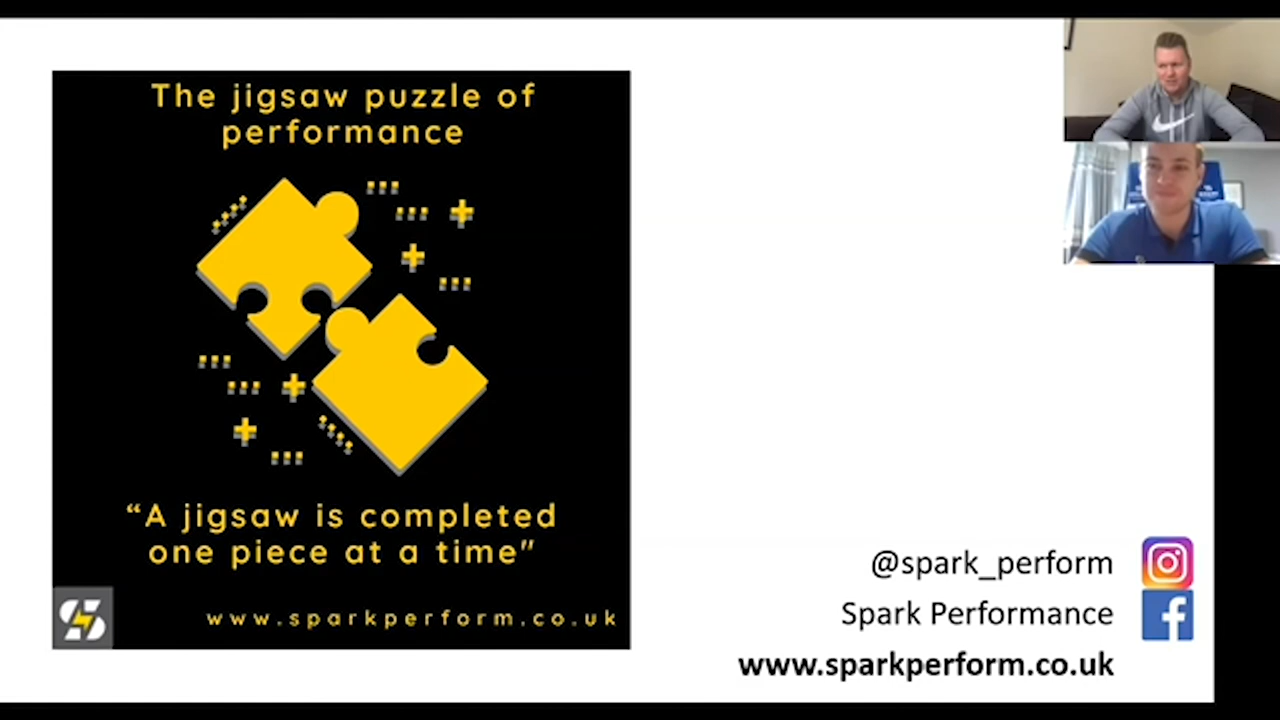 The jigsaw puzzle of
performance
“A jigsaw is completed
one piece at a time”
www.sparkperform.co.uk
@spark_perform
Spark Performance
www.sparkperform.co.uk